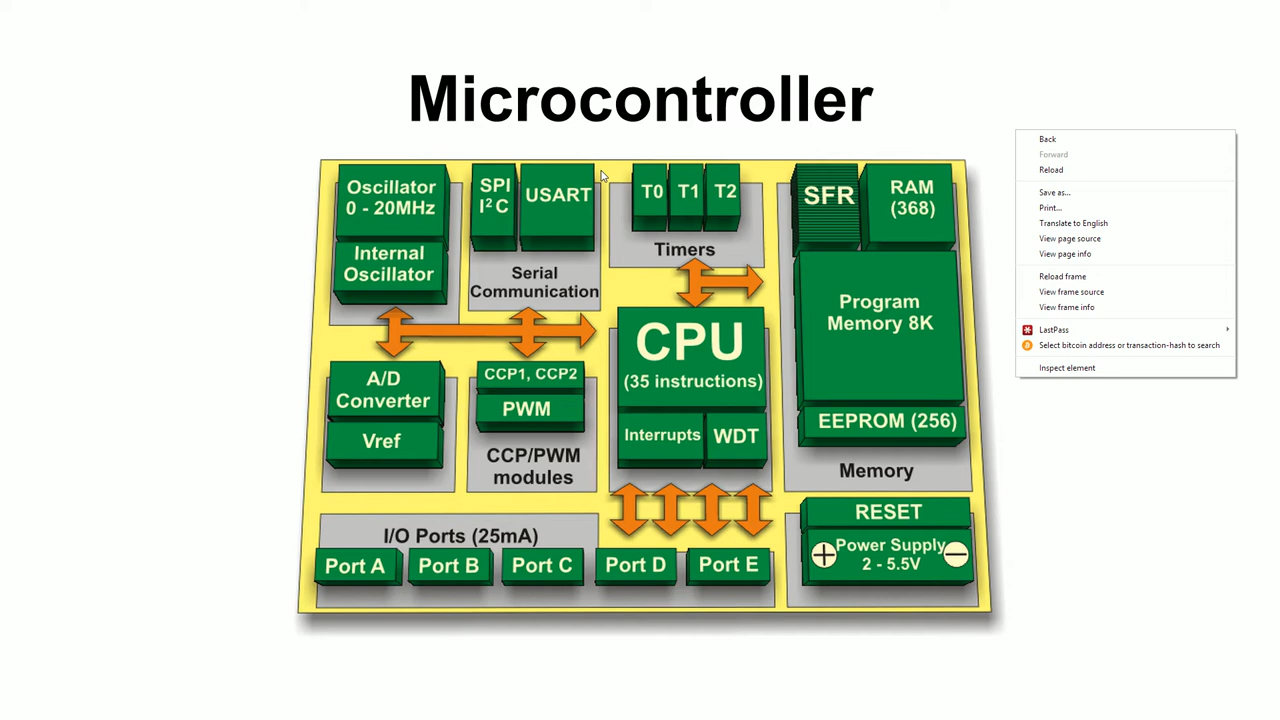 Microcontroller
Oscillator
0 - 20MHz
Internal
Oscillator
SPI
I²C
USART
Serial
Communication
T0
T1
T2
Timers
SFR
RAM
(368)
Program
Memory 8K
EEPROM (256)
Memory
CPU
(35 instructions)
Interrupts
WDT
A/D
Converter
Vref
CCP1, CCP2
PWM
CCP/PWM
modules
I/O Ports (25mA)
Port A
Port B
Port C
Port D
Port E
RESET
+
Power Supply
2 - 5.5V
−
Back
Forward
Reload
Save as...
Print...
Translate to English
View page source
View page info
Reload frame
View frame source
View frame info
LastPass
Select bitcoin address or transaction-hash to search
Inspect element